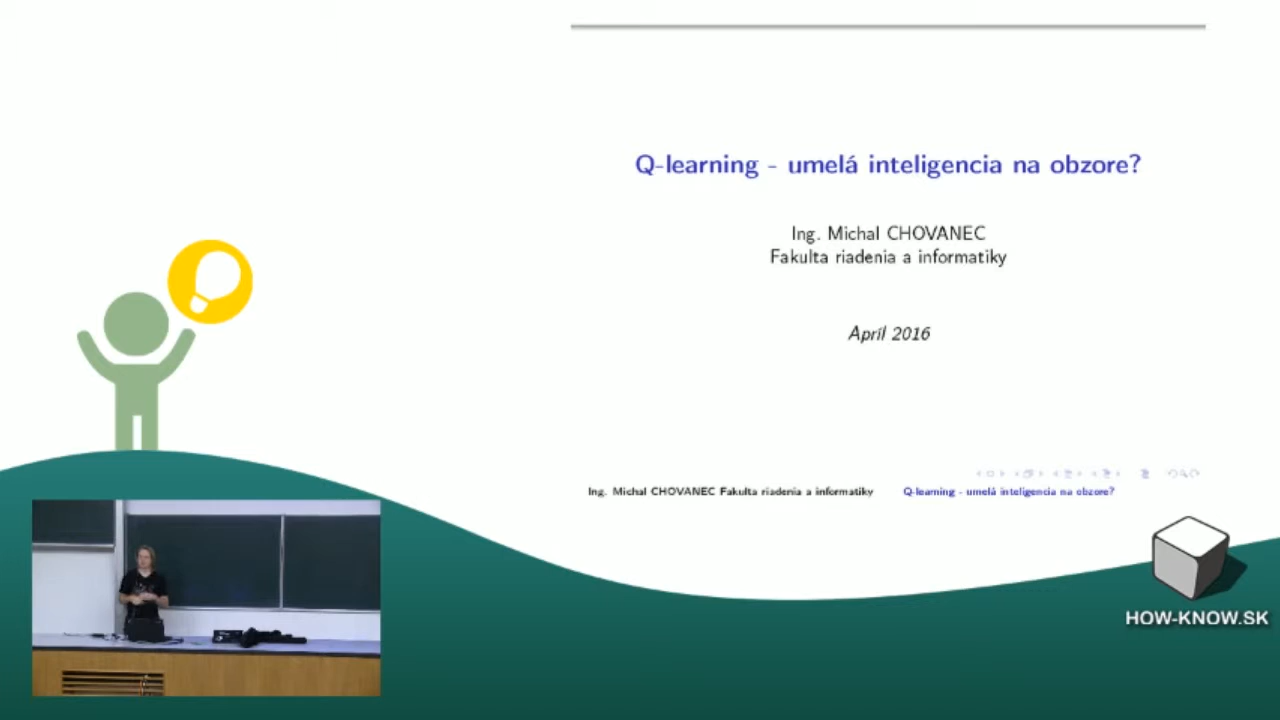 Q-learning - umelá inteligencia na obzore?
Ing. Michal CHOVANEC
Fakulta riadenia a informatiky
Apríl 2016
Ing. Michal CHOVANEC Fakulta riadenia a informatiky
Q-learning - umelá inteligencia na obzore?
HOW-KNOW.SK